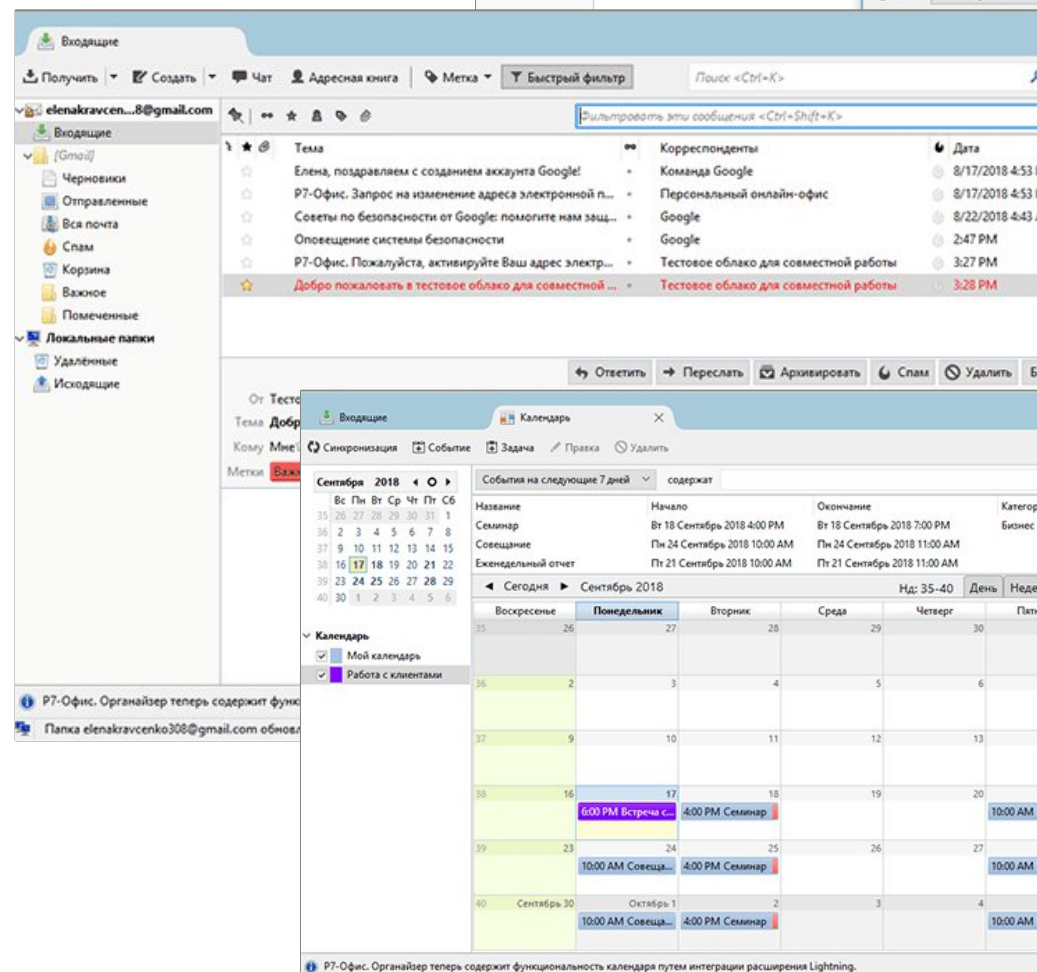 Входящие
Получить Создать Чат Адресная книга Метка Быстрый фильтр Поиск <Ctrl+K>
elenakravcen...8@gmail.com
Фильтровать эти сообщения <Ctrl+Shift+K>
Входящие
[Gmail]
Черновики
Отправленные
Вся почта
Спам
Корзина
Важное
Помеченные
Локальные папки
Удалённые
Исходящие
Тема Корреспонденты Дата
Елена, поздравляем с созданием аккаунта Google! Команда Google 8/17/2018 4:53
Р7-Офис. Запрос на изменение адреса электронной п... Персональный онлайн-офис 8/17/2018 4:53
Советы по безопасности от Google: помогите нам защ... Google 8/22/2018 4:43
Оповещение системы безопасности Google 2:47 PM
Р7-Офис. Пожалуйста, активируйте Ваш адрес электр... Тестовое облако для совместной работы 3:27 PM
Добро пожаловать в тестовое облако для совместной ... Тестовое облако для совместной работы 3:28 PM
Ответить Переслать Архивировать Спам Удалить
От
Тема
Кому Мне
Метки
Р7-Офис. Органайзер теперь содержит
Папка elenakravcenko308@gmail.com
Входящие Календарь
Синхронизация Событие Задача Правка Удалить
Сентября 2018
Вс Пн Вт Ср Чт Пт Сб
35 26 27 28 29 30 31 1
36 2 3 4 5 6 7 8
37 9 10 11 12 13 14 15
38 16 17 18 19 20 21 22
39 23 24 25 26 27 28 29
40 30 1 2 3 4 5 6
Календарь
Мой календарь
Работа с клиентами
События на следующие 7 дней содержат
Название Начало Окончание Категор
Семинар Вт 18 Сентябрь 2018 4:00 PM Вт 18 Сентябрь 2018 7:00 PM Бизнес
Совещание Пн 24 Сентябрь 2018 10:00 AM Пн 24 Сентябрь 2018 11:00 AM
Еженедельный отчет Пт 21 Сентябрь 2018 10:00 AM Пт 21 Сентябрь 2018 11:00 AM
Сегодня Сентябрь 2018 Нд: 35-40 День Неде
Воскресенье Понедельник Вторник Среда Четверг Пятн
35 26 27 28 29 30
36 2 3 4 5 6
37 9 10 11 12 13
38 16 17 18 19 20
6:00 PM Встреча с... 4:00 PM Семинар 10:00 AM
39 23 24 25 26 27
10:00 AM Совеща... 4:00 PM Семинар 10:00 AM
40 Сентябрь 30 Октябрь 1 2 3 4
10:00 AM Совеща... 4:00 PM Семинар 10:00 AM
Р7-Офис. Органайзер теперь содержит функциональность календаря путем интеграции расширения Lightning.